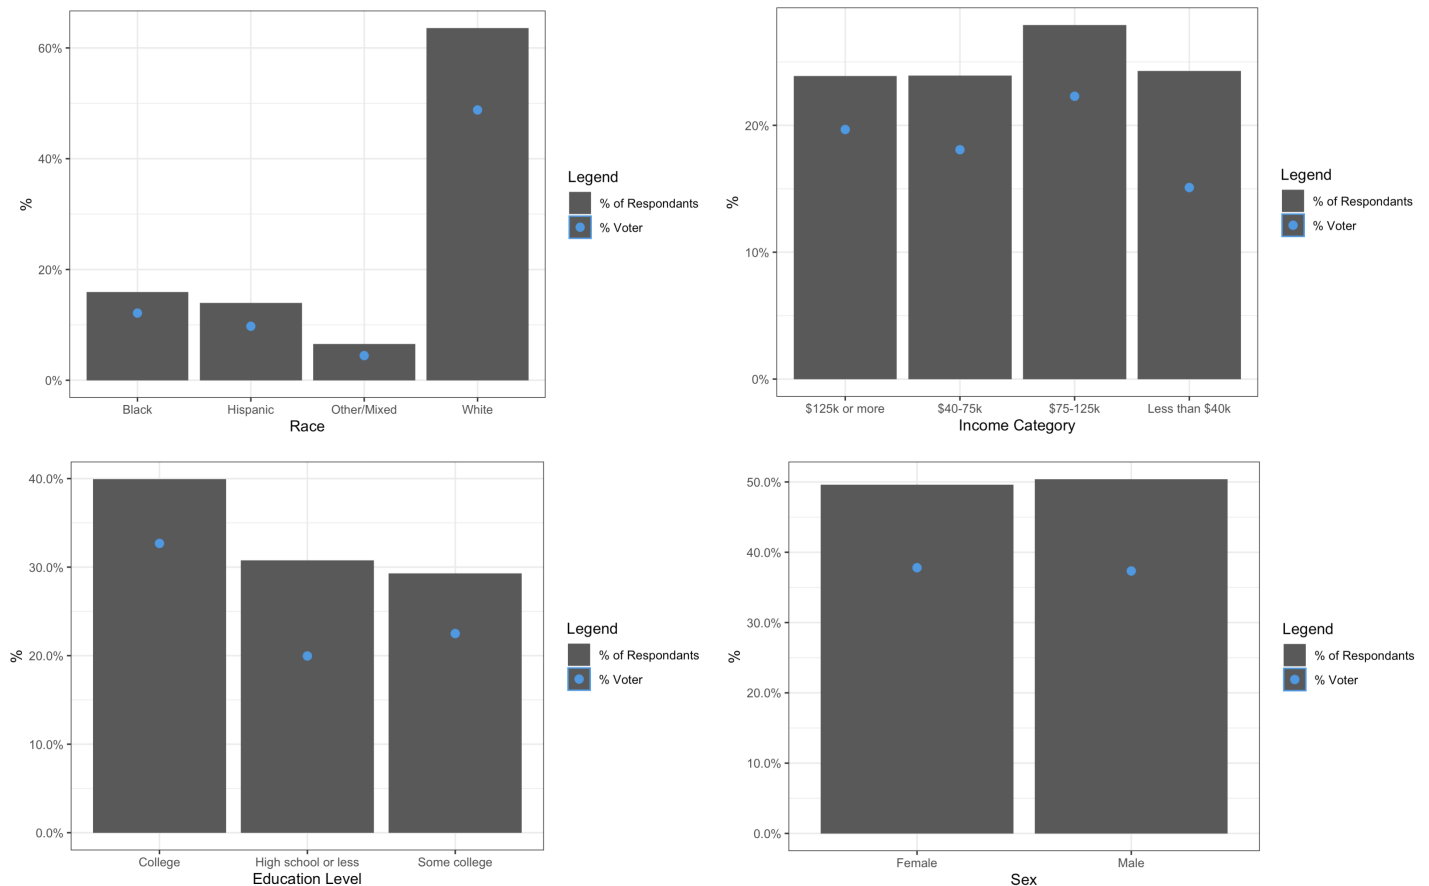 60%
40%
20%
0%
%
Black
Hispanic
Other/Mixed
White
Race
Legend
% of Respondants
% Voter
20%
10%
0%
%
$125k or more
$40-75k
$75-125k
Less than $40k
Income Category
Legend
% of Respondants
% Voter
40.0%
30.0%
20.0%
10.0%
0.0%
%
College
High school or less
Some college
Education Level
Legend
% of Respondants
% Voter
50.0%
40.0%
30.0%
20.0%
10.0%
0.0%
%
Female
Male
Sex
Legend
% of Respondants
% Voter